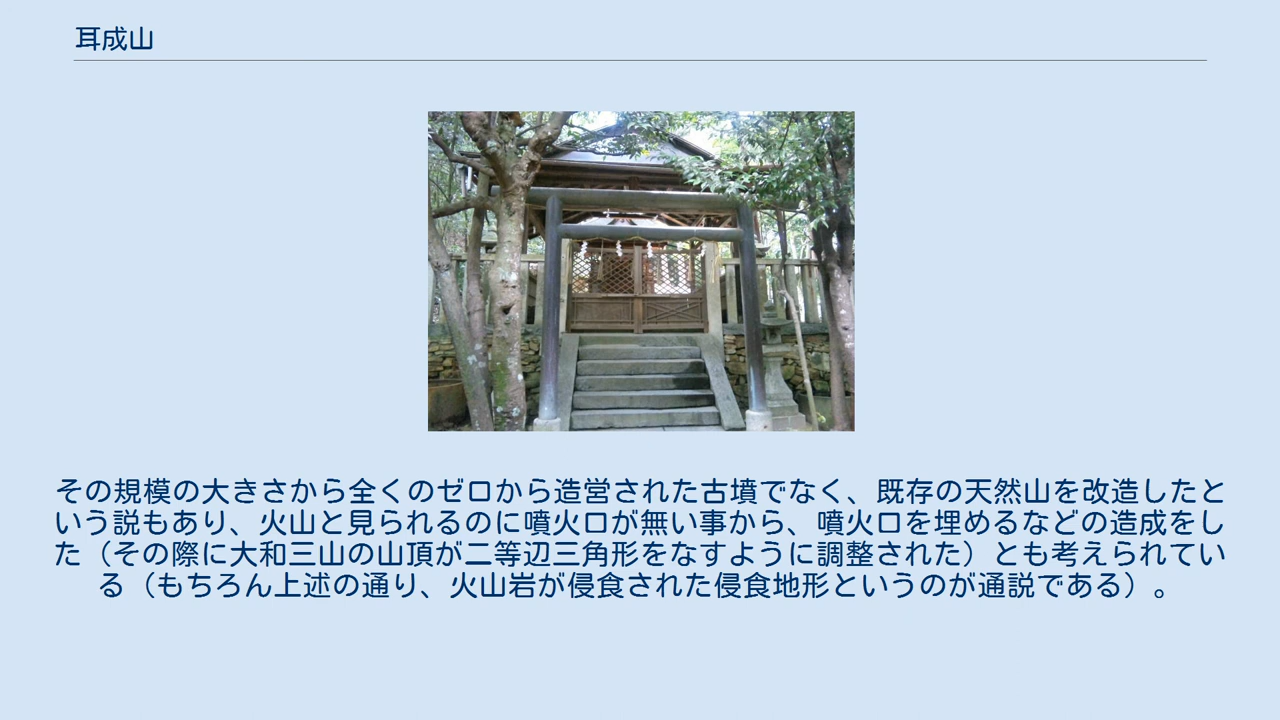 耳成山
その規模の大きさから全くのゼロから造営された古墳でなく、既存の天然山を改造したと
いう説もあり、火山と見られるのに噴火口が無い事から、噴火口を埋めるなどの造成をし
た（その際に大和三山の山頂が二等辺三角形をなすように調整された）とも考えられてい
る（もちろん上述の通り、火山岩が侵食された侵食地形というのが通説である）。